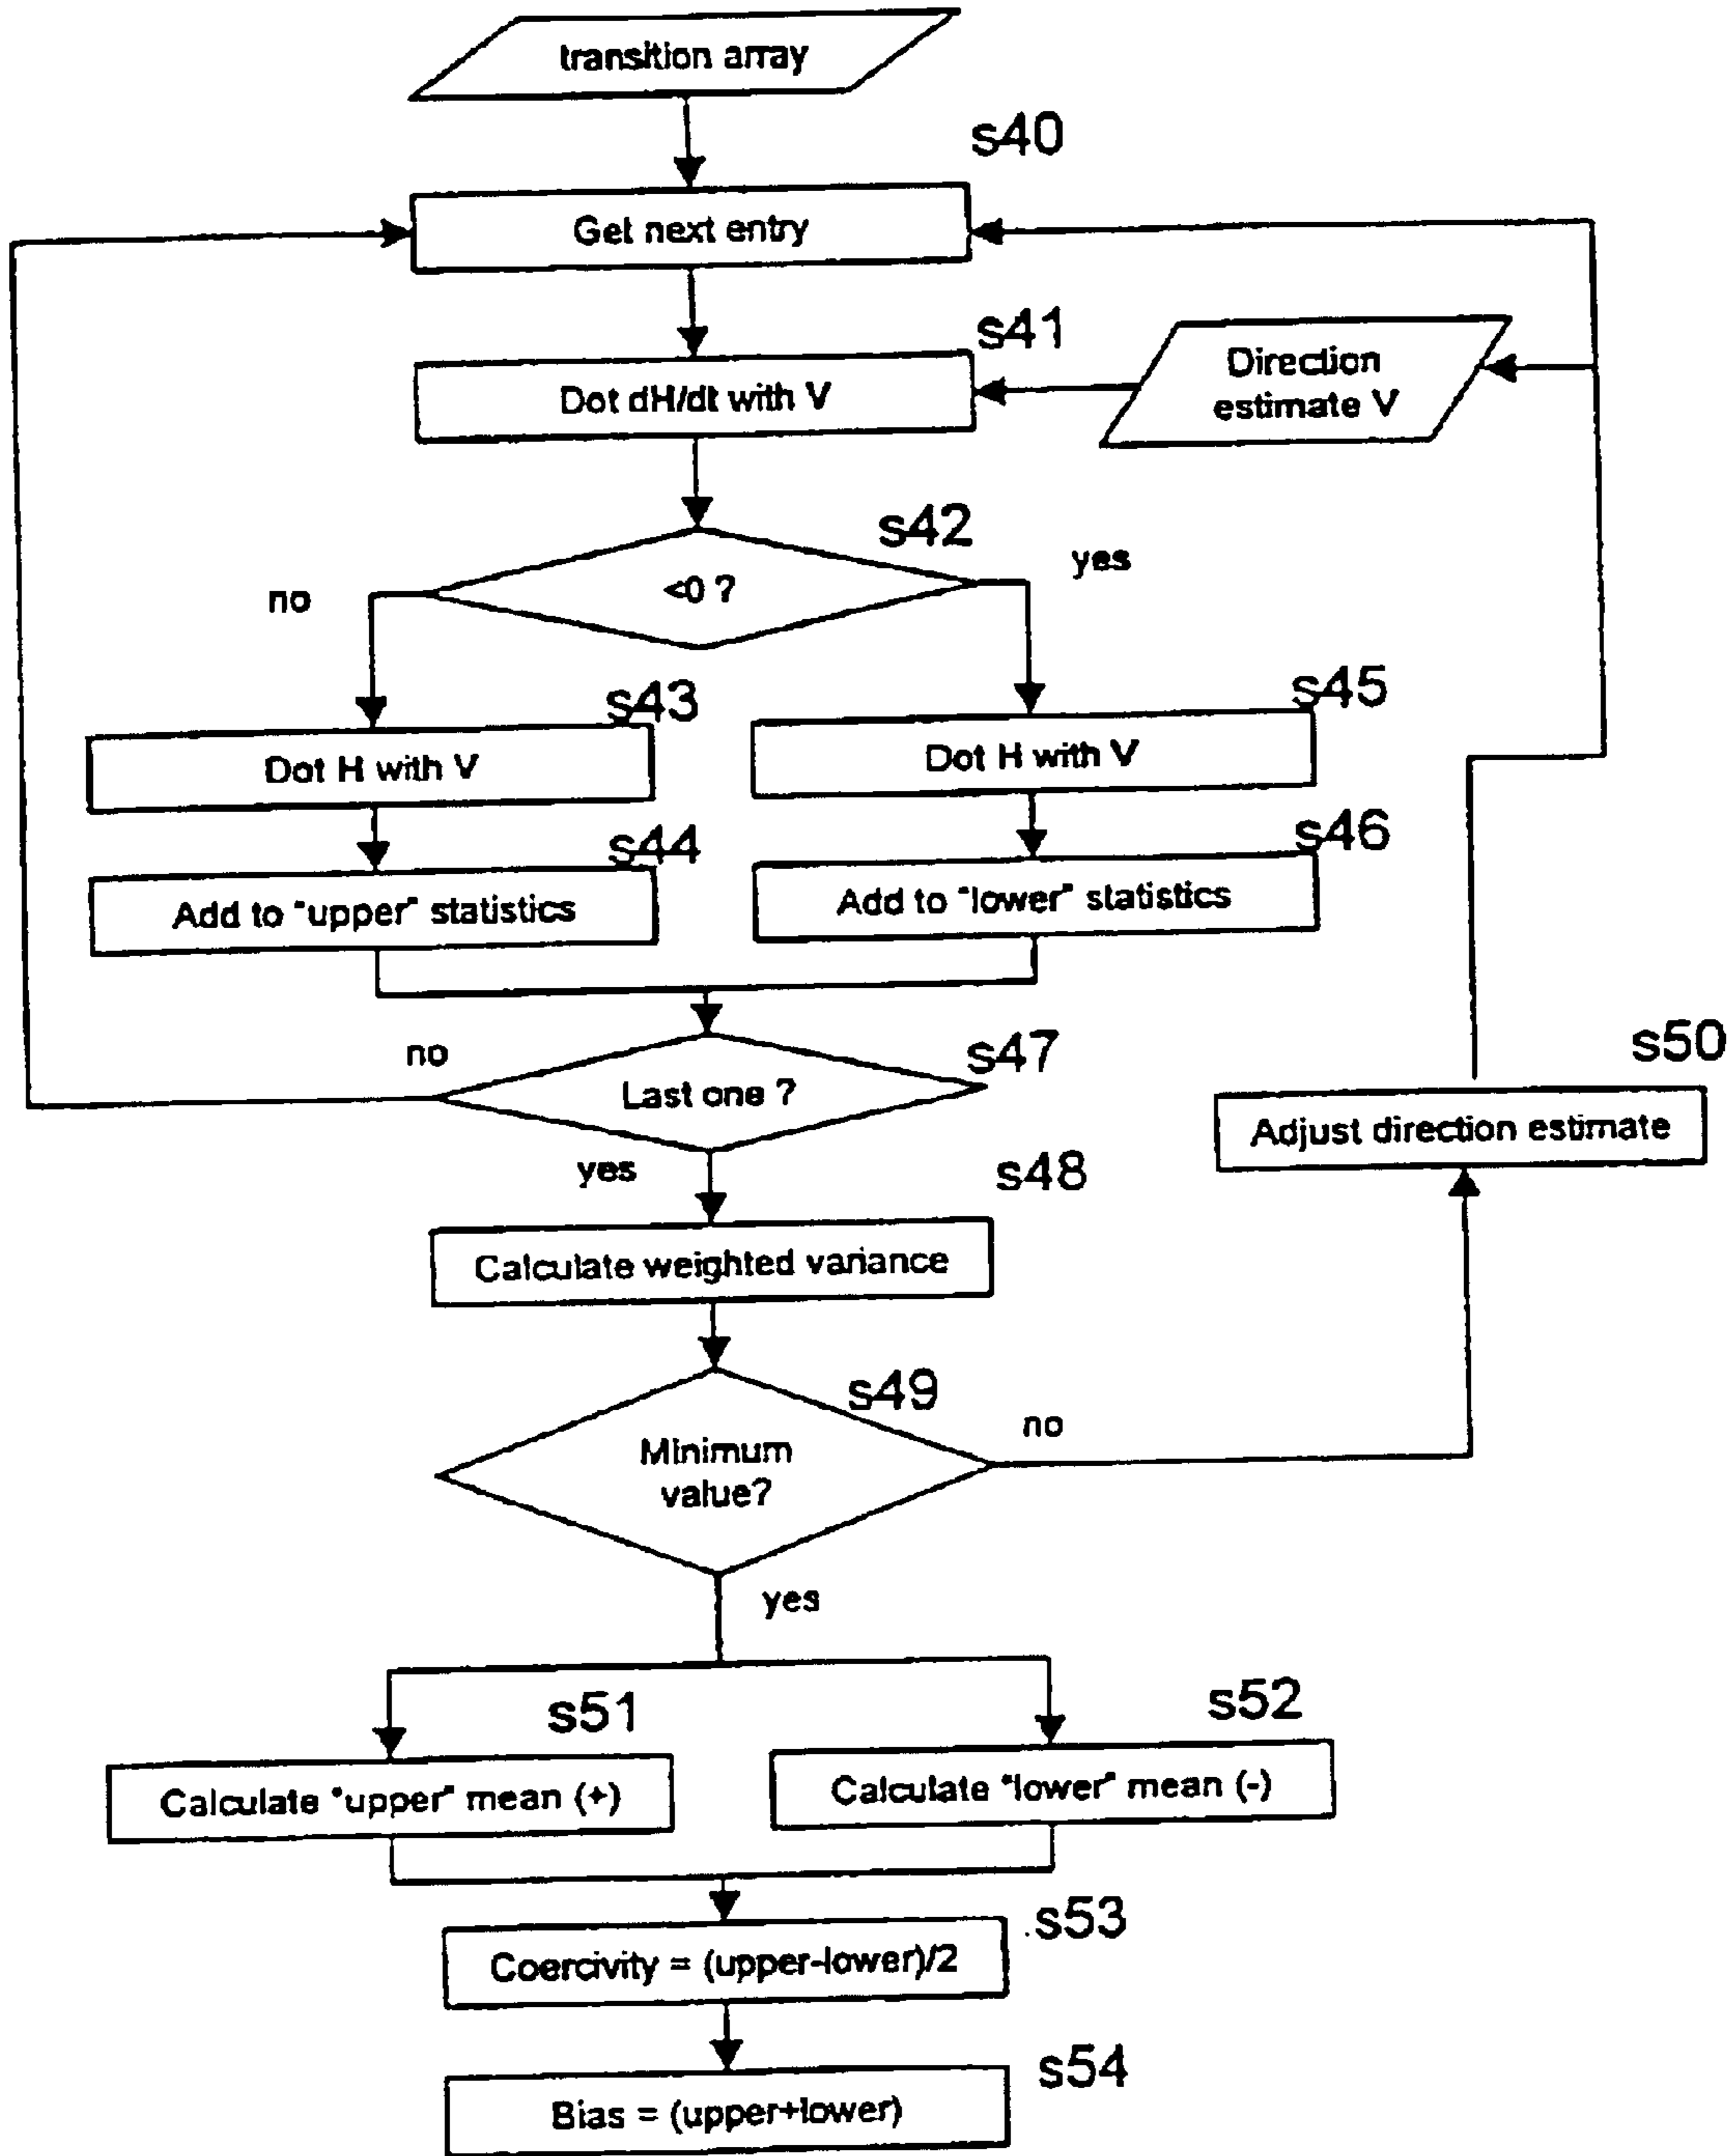 transition array
s40
Get next entry
s41
Dot dH/dt with V
Direction
estimate V
s42
<0 ?
no
yes
s43
Dot H with V
s45
Dot H with V
s44
Add to "upper" statistics
s46
Add to "lower" statistics
s47
Last one ?
no
yes
s50
Adjust direction estimate
s48
Calculate weighted variance
s49
Minimum
value?
no
yes
s51
Calculate "upper" mean (+)
s52
Calculate "lower" mean (-)
s53
Coercivity = (upper-lower)/2
s54
Bias = (upper+lower)